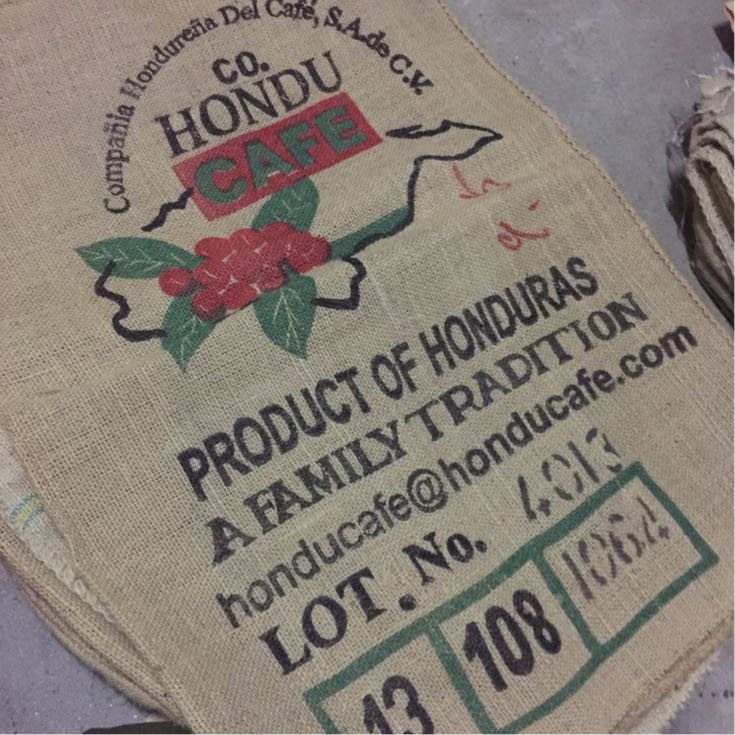 Compañia Hondureña Del Café, S.A. de C.V.
CO.
HONDU
CAFE
PRODUCT OF HONDURAS
A FAMILY TRADITION
honducafe@honducafe.com
LOT. No. 4013
13 108 1064